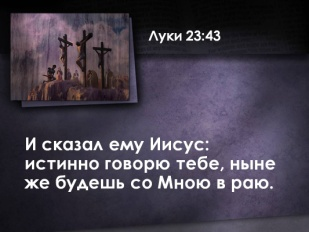 Луки 23:43
И сказал ему Иисус:
истинно говорю тебе, ныне
же будешь со Мною в раю.